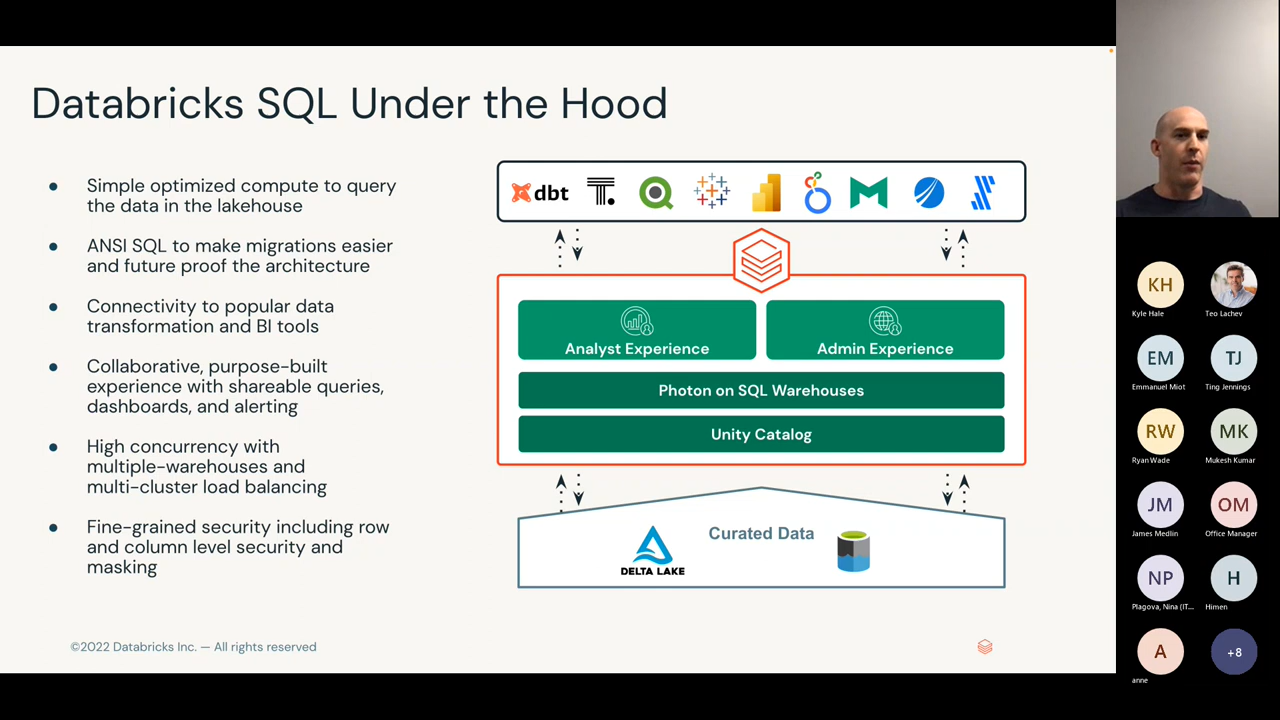 Databricks SQL Under the Hood
● Simple optimized compute to query
the data in the lakehouse
● ANSI SQL to make migrations easier
and future proof the architecture
● Connectivity to popular data
transformation and BI tools
● Collaborative, purpose-built
experience with shareable queries,
dashboards, and alerting
● High concurrency with
multiple-warehouses and
multi-cluster load balancing
● Fine-grained security including row
and column level security and
masking
dbt
Analyst Experience
Admin Experience
Photon on SQL Warehouses
Unity Catalog
Curated Data
DELTA LAKE
©2022 Databricks Inc. — All rights reserved
KH
Kyle Hale
Teo Lachev
EM
Emmanuel Miot
TJ
Ting Jennings
RW
Ryan Wade
MK
Mukesh Kumar
JM
James Medlin
OM
Office Manager
NP
Plagova, Nina (IT...
H
Himen
A
anne
+8